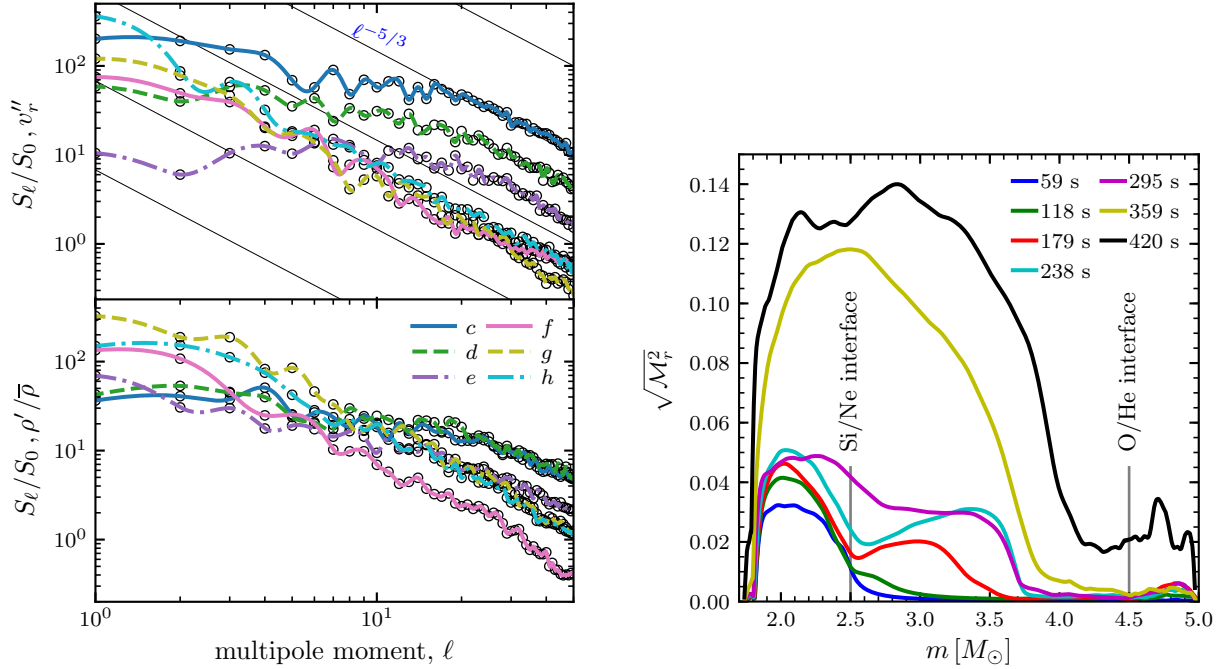 S_ℓ/S_0, v''_r
10^2
10^1
10^0
ℓ^{-5/3}
S_ℓ/S_0, ρ'/ρ̅
10^2
10^1
10^0
c f
d g
e h
10^0 10^1
multipole moment, ℓ
√ℳ_r^2
0.14
0.12
0.10
0.08
0.06
0.04
0.02
0.00
59 s 295 s
118 s 359 s
179 s 420 s
238 s
Si/Ne interface
O/He interface
2.0 2.5 3.0 3.5 4.0 4.5 5.0
m [M_⊙]